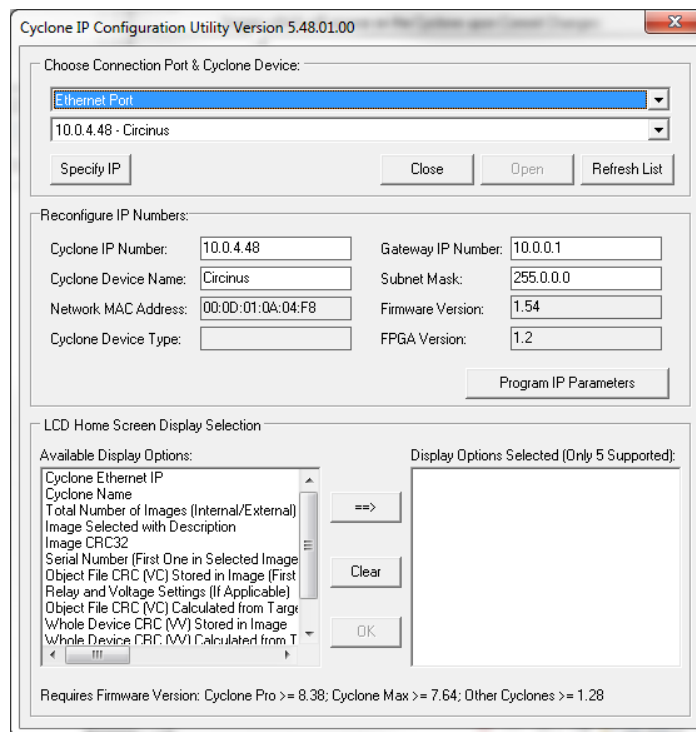 Cyclone IP Configuration Utility Version 5.48.01.00
Choose Connection Port & Cyclone Device:
Ethernet Port
10.0.4.48 - Circinus
Specify IP Close Open Refresh List
Reconfigure IP Numbers:
Cyclone IP Number: 10.0.4.48 Gateway IP Number: 10.0.0.1
Cyclone Device Name: Circinus Subnet Mask: 255.0.0.0
Network MAC Address: 00:0D:01:0A:04:F8 Firmware Version: 1.54
Cyclone Device Type: FPGA Version: 1.2
Program IP Parameters
LCD Home Screen Display Selection
Available Display Options: Display Options Selected (Only 5 Supported):
Cyclone Ethernet IP
Cyclone Name
Total Number of Images (Internal/External)
Image Selected with Description
Image CRC32
Serial Number (First One in Selected Image
Object File CRC (VC) Stored in Image (First
Relay and Voltage Settings (If Applicable)
Object File CRC (VC) Calculated from Targe
Whole Device CRC (VV) Stored in Image
Whole Device CRC (VV) Calculated from T
==>
Clear
OK
Requires Firmware Version: Cyclone Pro >= 8.38; Cyclone Max >= 7.64; Other Cyclones >= 1.28